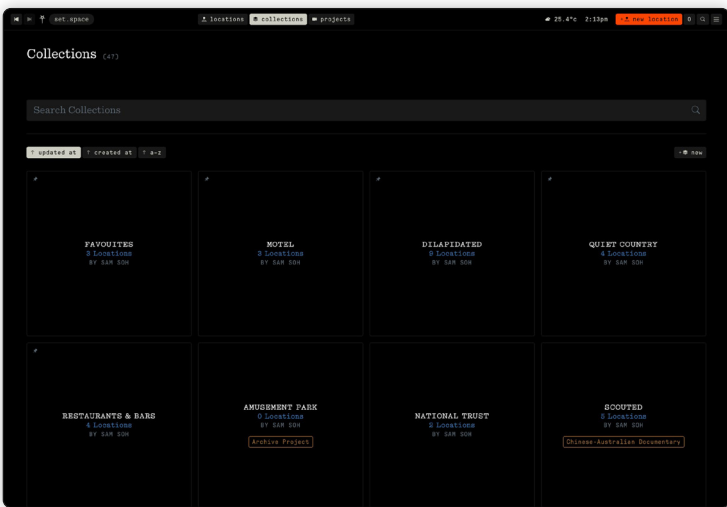 set.space
locations collections projects
25.4°c 2:13pm new location 0
Collections (47)
Search Collections
↑ updated at ↑ created at ↑ a-z
new
FAVOUITES
3 Locations
BY SAM SOH
MOTEL
3 Locations
BY SAM SOH
DILAPIDATED
9 Locations
BY SAM SOH
QUIET COUNTRY
4 Locations
BY SAM SOH
RESTAURANTS & BARS
4 Locations
BY SAM SOH
AMUSEMENT PARK
0 Locations
BY SAM SOH
Archive Project
NATIONAL TRUST
2 Locations
BY SAM SOH
SCOUTED
5 Locations
BY SAM SOH
Chinese-Australian Documentary